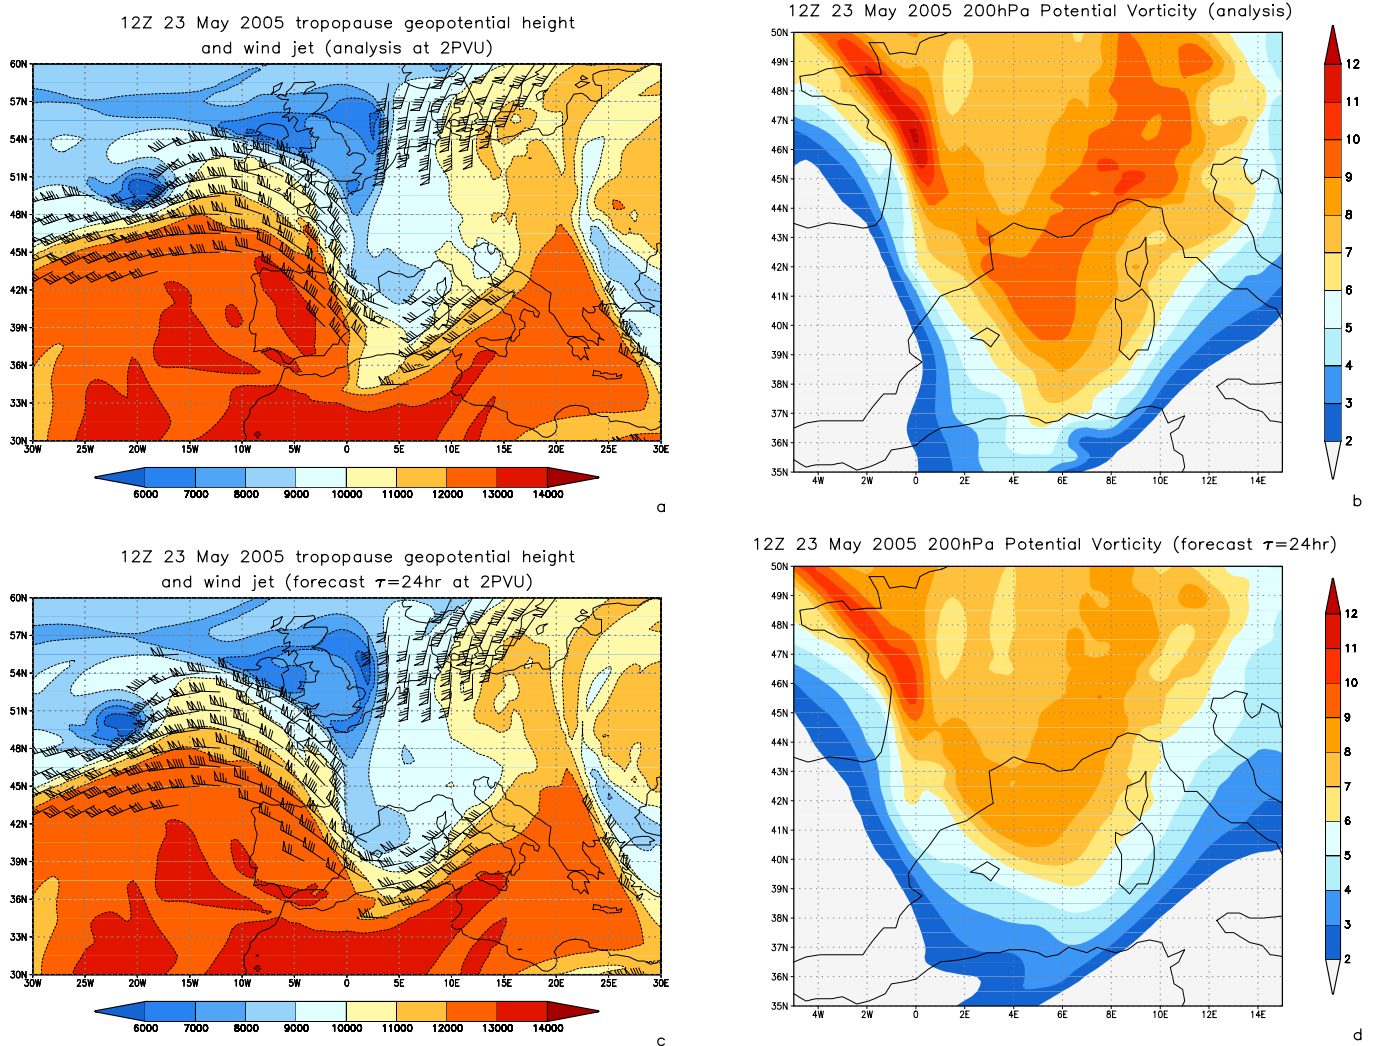 12Z 23 May 2005 tropopause geopotential height
and wind jet (analysis at 2PVU)
60N
57N
54N
51N
48N
45N
42N
39N
36N
33N
30N
30W 25W 20W 15W 10W 5W 0 5E 10E 15E 20E 25E 30E
6000 7000 8000 9000 10000 11000 12000 13000 14000
a
12Z 23 May 2005 200hPa Potential Vorticity (analysis)
50N
49N
48N
47N
46N
45N
44N
43N
42N
41N
40N
39N
38N
37N
36N
35N
4W 2W 0 2E 4E 6E 8E 10E 12E 14E
12
11
10
9
8
7
6
5
4
3
2
b
12Z 23 May 2005 tropopause geopotential height
and wind jet (forecast τ=24hr at 2PVU)
60N
57N
54N
51N
48N
45N
42N
39N
36N
33N
30N
30W 25W 20W 15W 10W 5W 0 5E 10E 15E 20E 25E 30E
6000 7000 8000 9000 10000 11000 12000 13000 14000
c
12Z 23 May 2005 200hPa Potential Vorticity (forecast τ=24hr)
50N
49N
48N
47N
46N
45N
44N
43N
42N
41N
40N
39N
38N
37N
36N
35N
4W 2W 0 2E 4E 6E 8E 10E 12E 14E
12
11
10
9
8
7
6
5
4
3
2
d